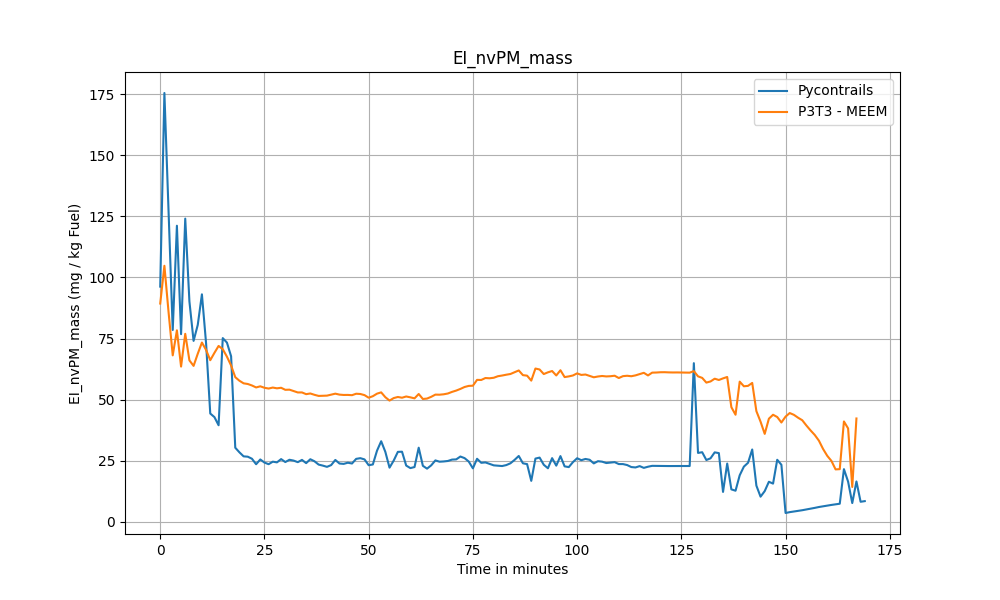 EI_nvPM_mass
Pycontrails
P3T3 - MEEM
EI_nvPM_mass (mg / kg Fuel)
175
150
125
100
75
50
25
0
0 25 50 75 100 125 150 175
Time in minutes